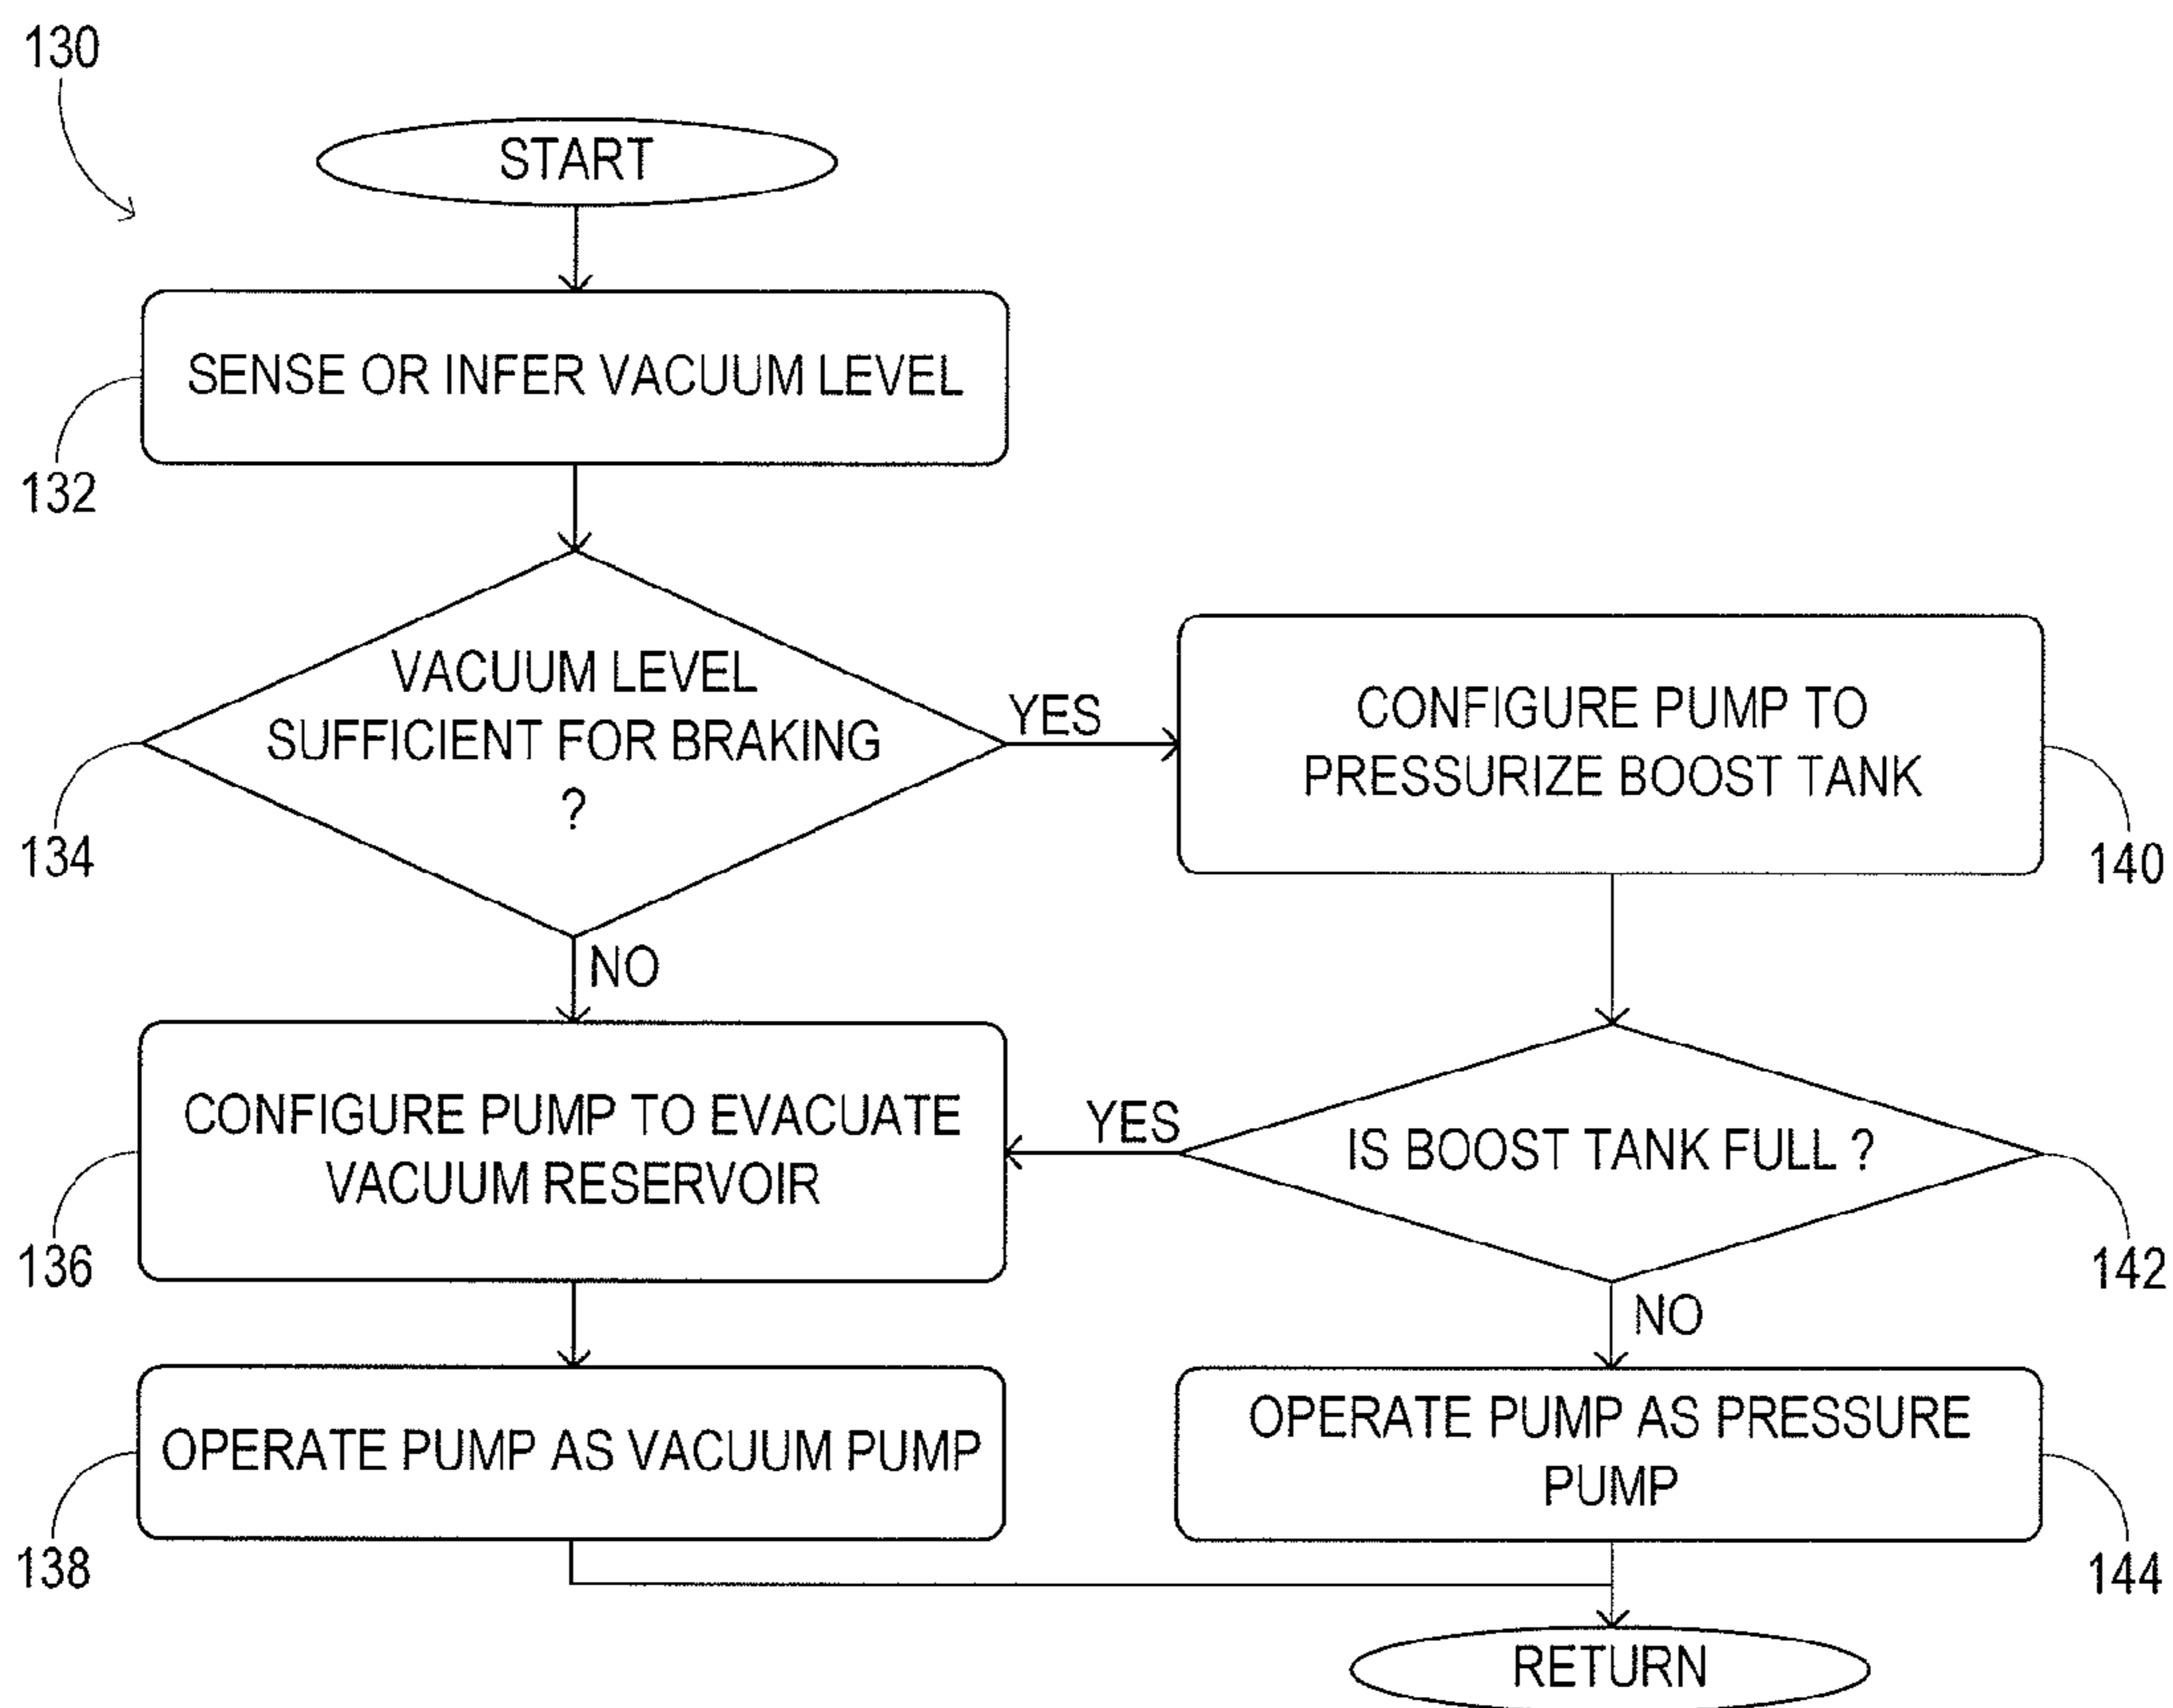 130
START
SENSE OR INFER VACUUM LEVEL
132
VACUUM LEVEL
SUFFICIENT FOR BRAKING
?
134
YES
CONFIGURE PUMP TO
PRESSURIZE BOOST TANK
140
NO
CONFIGURE PUMP TO EVACUATE
VACUUM RESERVOIR
136
YES
IS BOOST TANK FULL ?
142
NO
OPERATE PUMP AS VACUUM PUMP
138
OPERATE PUMP AS PRESSURE
PUMP
144
RETURN